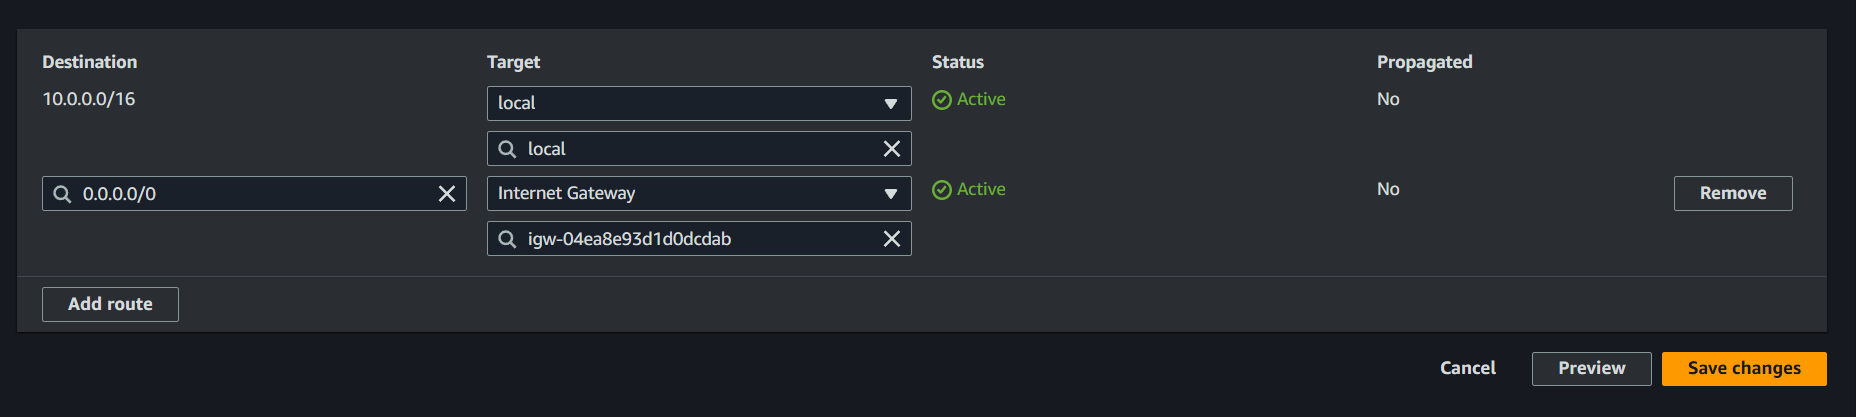 Destination Target Status Propagated
10.0.0.0/16 local Active No
local
0.0.0.0/0 Internet Gateway Active No Remove
igw-04ea8e93d1d0dcdab
Add route
Cancel Preview Save changes